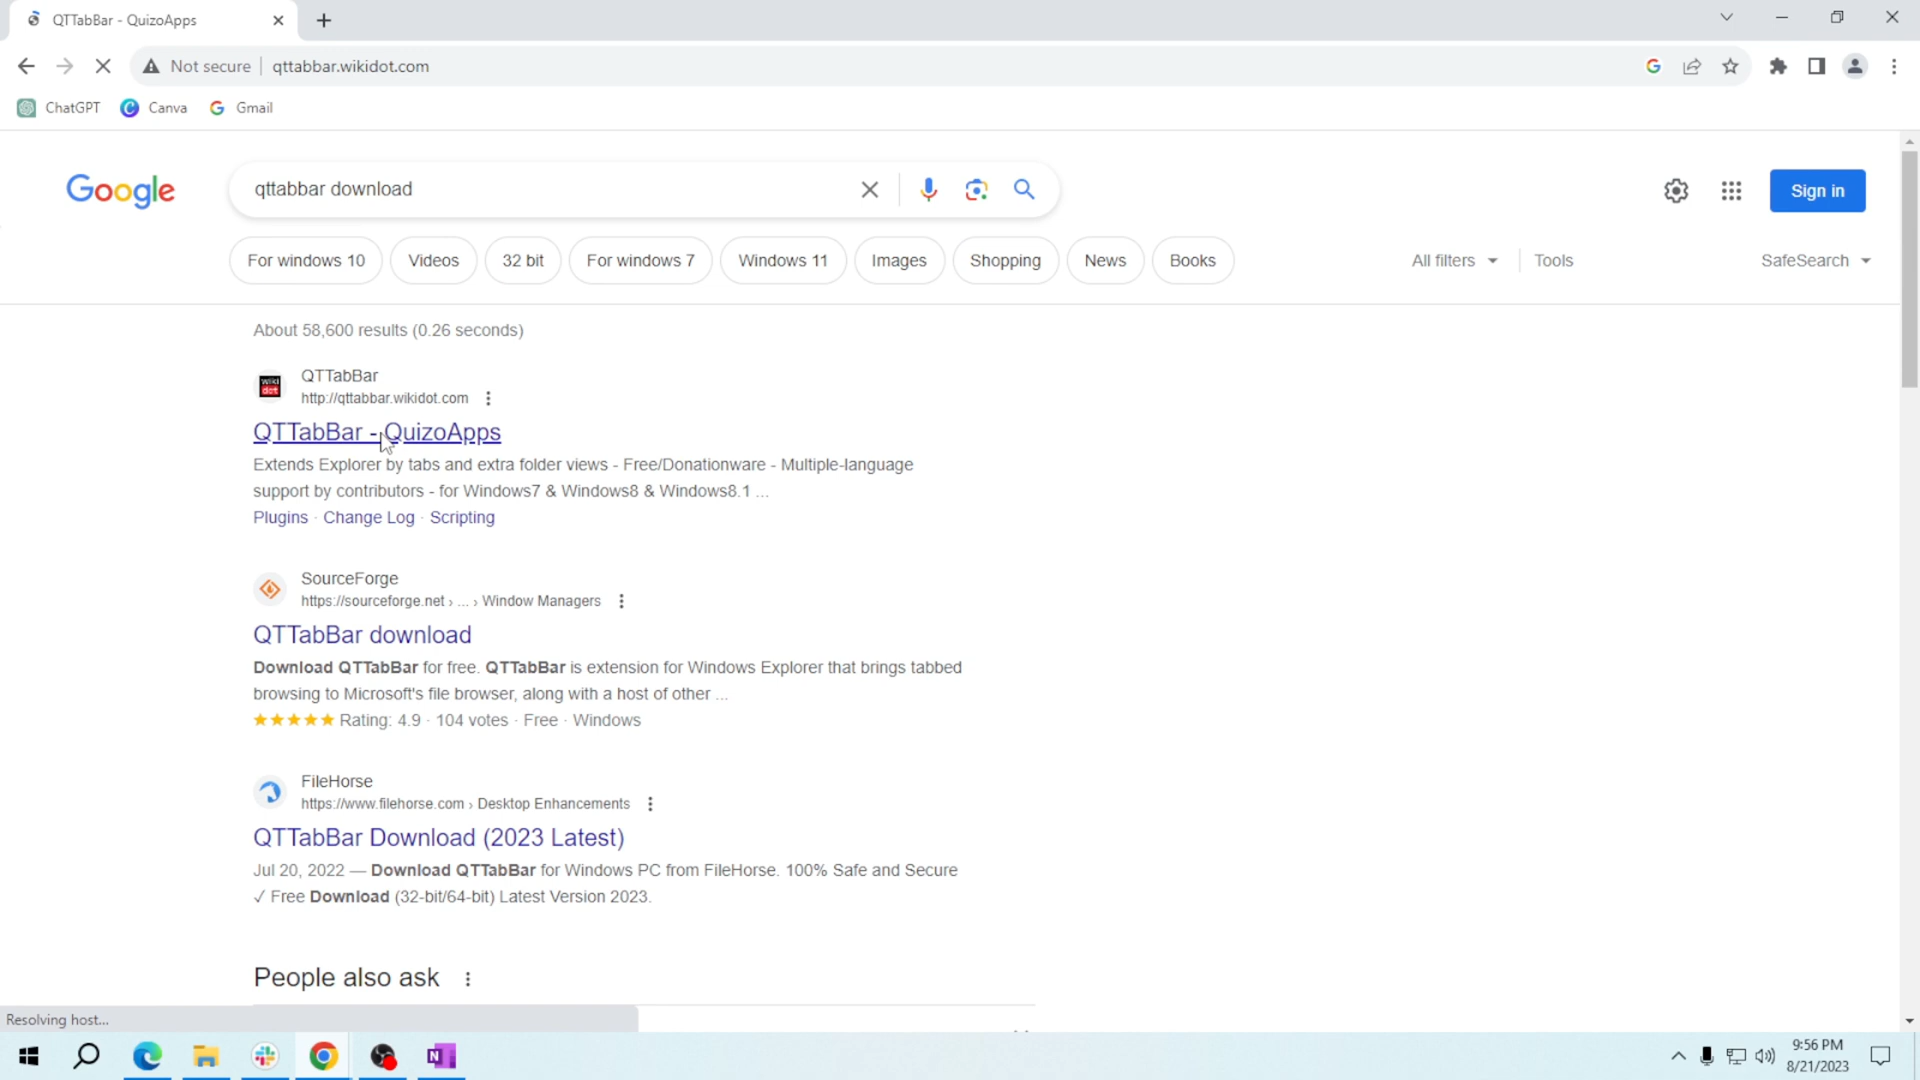 QTTabBar - QuizoApps
Not secure
qttabbar.wikidot.com
ChatGPT
Canva
Gmail
Google
qttabbar download
Sign in
For windows 10
Videos
32 bit
For windows 7
Windows 11
Images
Shopping
News
Books
All filters
Tools
SafeSearch
About 58,600 results (0.26 seconds)
QTTabBar
http://qttabbar.wikidot.com
QTTabBar - QuizoApps
Extends Explorer by tabs and extra folder views - Free/Donationware - Multiple-language
support by contributors - for Windows7 & Windows8 & Windows8.1 ...
Plugins · Change Log · Scripting
SourceForge
https://sourceforge.net › ... › Window Managers
QTTabBar download
Download QTTabBar for free. QTTabBar is extension for Windows Explorer that brings tabbed
browsing to Microsoft's file browser, along with a host of other ...
Rating: 4.9 · 104 votes · Free · Windows
FileHorse
https://www.filehorse.com › Desktop Enhancements
QTTabBar Download (2023 Latest)
Jul 20, 2022 — Download QTTabBar for Windows PC from FileHorse. 100% Safe and Secure
✓ Free Download (32-bit/64-bit) Latest Version 2023.
People also ask
Resolving host...
9:56 PM
8/21/2023